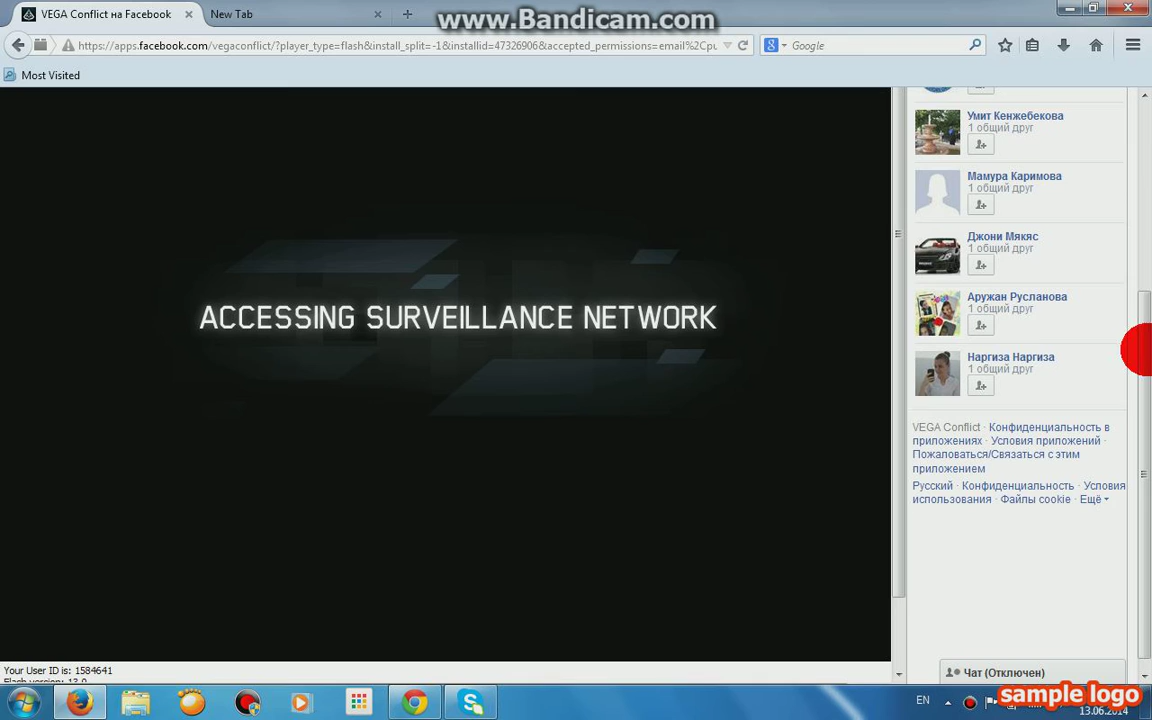 VEGA Conflict на Facebook
New Tab
www.Bandicam.com
https://apps.facebook.com/vegaconflict/?player_type=flash&install_split=-1&installid=47326906&accepted_permissions=email%2Cpu
Google
Most Visited
Умит Кенжебекова
1 общий друг
Мамура Каримова
1 общий друг
Джони Мякяс
1 общий друг
Аружан Русланова
1 общий друг
Наргиза Наргиза
1 общий друг
ACCESSING SURVEILLANCE NETWORK
VEGA Conflict · Конфиденциальность в
приложениях · Условия приложений ·
Пожаловаться/Связаться с этим
приложением
Русский · Конфиденциальность · Условия
использования · Файлы cookie · Ещё
Your User ID is: 1584641
Flash version: 13.0
Чат (Отключен)
EN
sample logo
13.06.2014